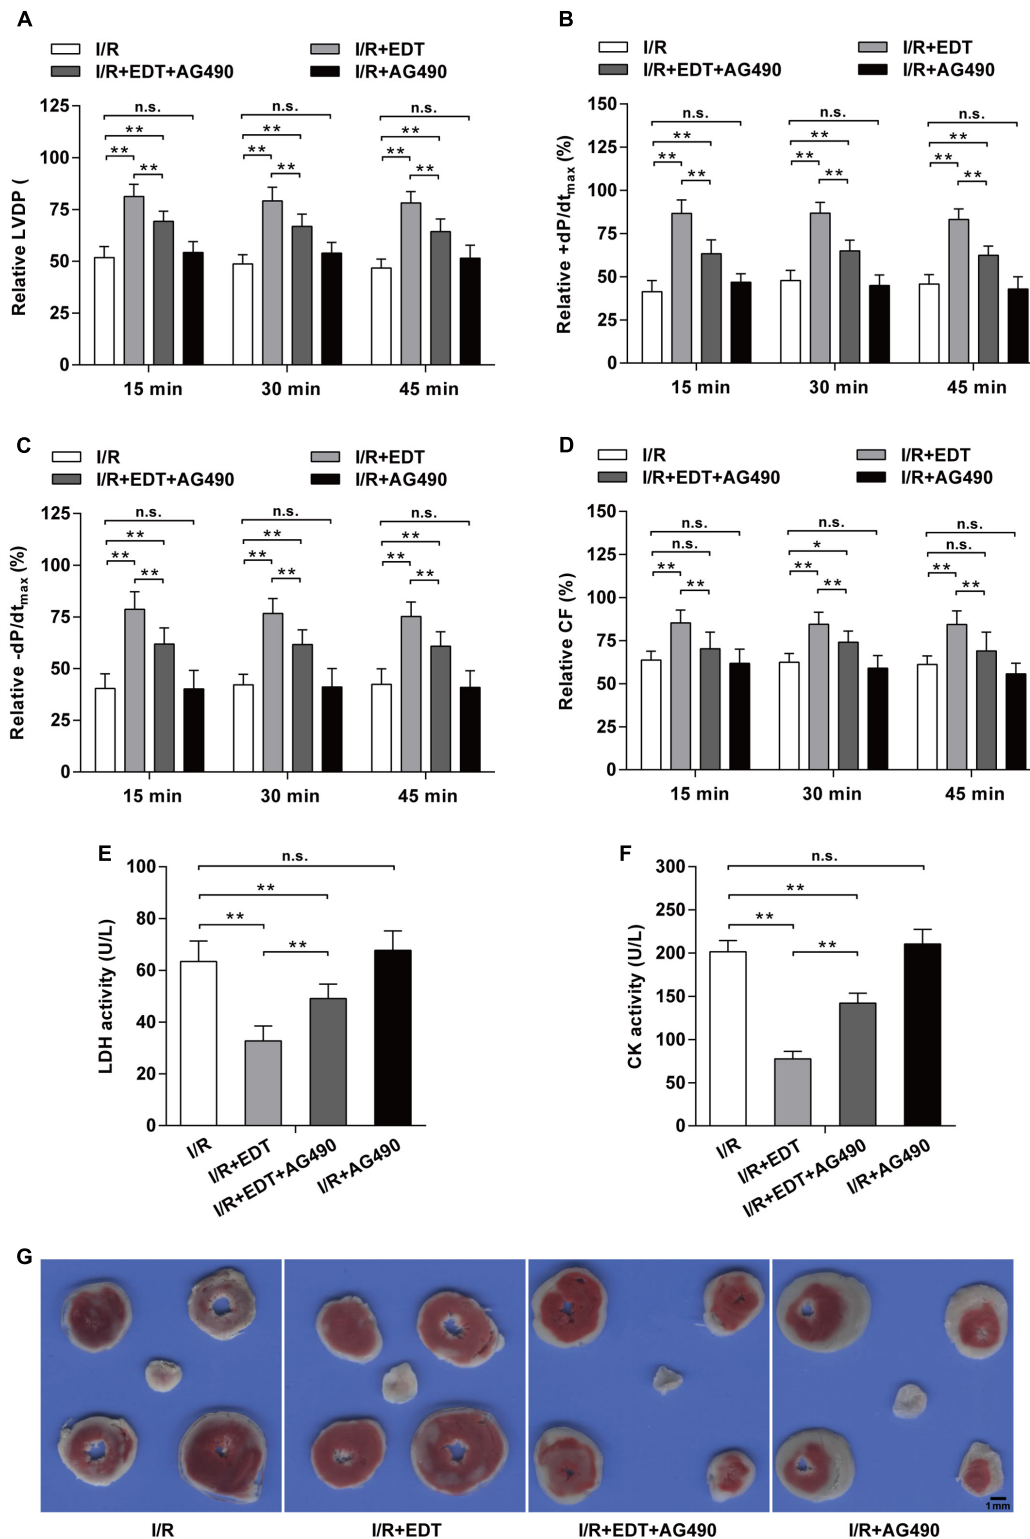 A
I/R
I/R+EDT
I/R+EDT+AG490
I/R+AG490
Relative LVDP (
125
100
75
50
25
0
n.s.
**
**
**
n.s.
**
**
**
n.s.
**
**
**
15 min
30 min
45 min
B
I/R
I/R+EDT
I/R+EDT+AG490
I/R+AG490
Relative +dP/dtmax (%)
150
125
100
75
50
25
0
n.s.
**
**
**
n.s.
**
**
**
n.s.
**
**
**
15 min
30 min
45 min
C
I/R
I/R+EDT
I/R+EDT+AG490
I/R+AG490
Relative -dP/dtmax (%)
125
100
75
50
25
0
n.s.
**
**
**
n.s.
**
**
**
n.s.
**
**
**
15 min
30 min
45 min
D
I/R
I/R+EDT
I/R+EDT+AG490
I/R+AG490
Relative CF (%)
150
125
100
75
50
25
0
n.s.
n.s.
**
**
n.s.
*
**
**
n.s.
n.s.
**
**
15 min
30 min
45 min
E
LDH activity (U/L)
100
80
60
40
20
0
n.s.
**
**
**
I/R
I/R+EDT
I/R+EDT+AG490
I/R+AG490
F
CK activity (U/L)
300
250
200
150
100
50
0
n.s.
**
**
**
I/R
I/R+EDT
I/R+EDT+AG490
I/R+AG490
G
1mm
I/R
I/R+EDT
I/R+EDT+AG490
I/R+AG490